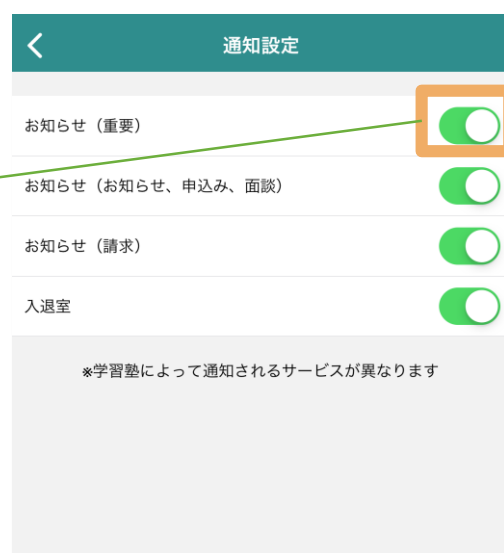 通知設定
お知らせ（重要）
お知らせ（お知らせ、申込み、面談）
お知らせ（請求）
入退室
※学習塾によって通知されるサービスが異なります